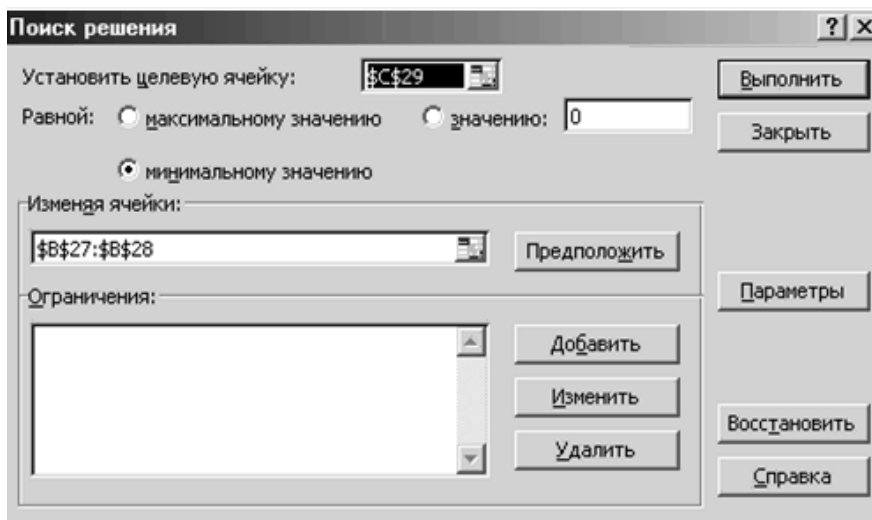 Поиск решения
Установить целевую ячейку: $C$29
Выполнить
Равной: максимальному значению значению: 0
Закрыть
минимальному значению
Изменяя ячейки:
$B$27:$B$28
Предположить
Параметры
Ограничения:
Добавить
Изменить
Удалить
Восстановить
Справка